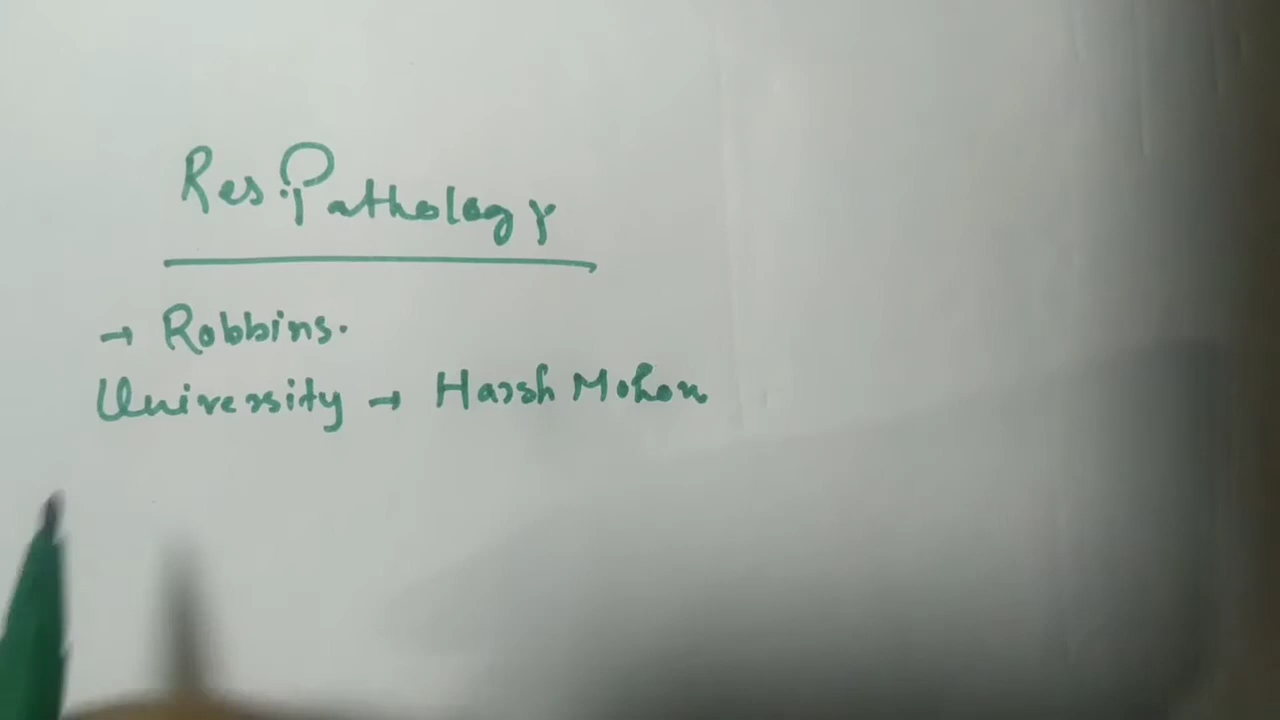 Res. Pathology
→ Robbins.
University → Harsh Mohan